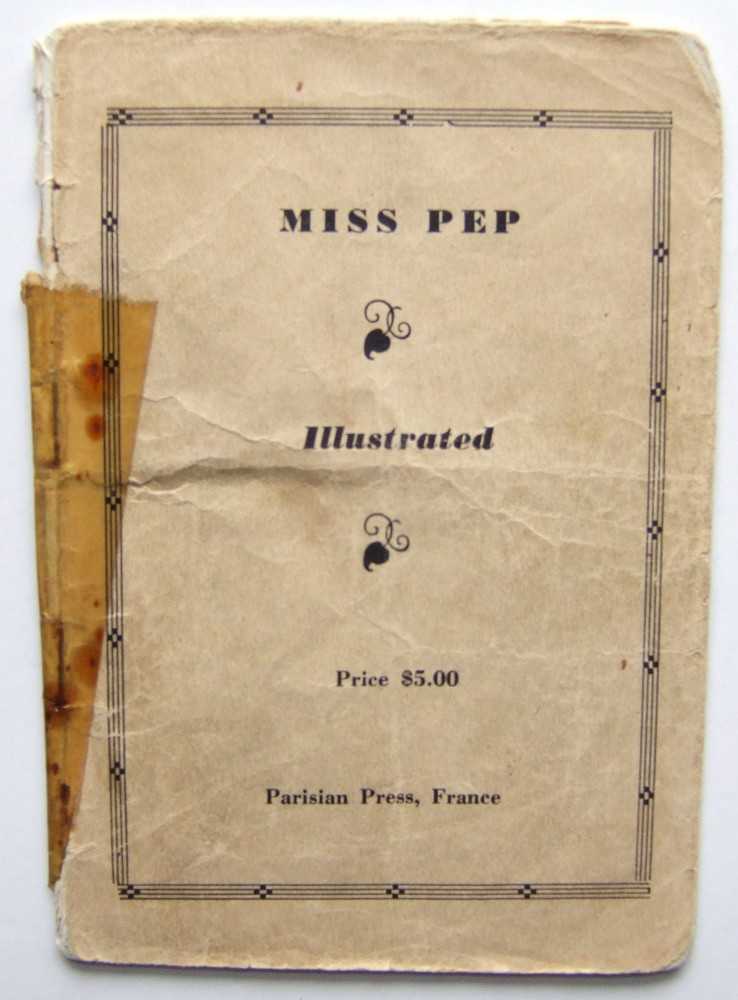 MISS PEP
Illustrated
Price $5.00
Parisian Press, France